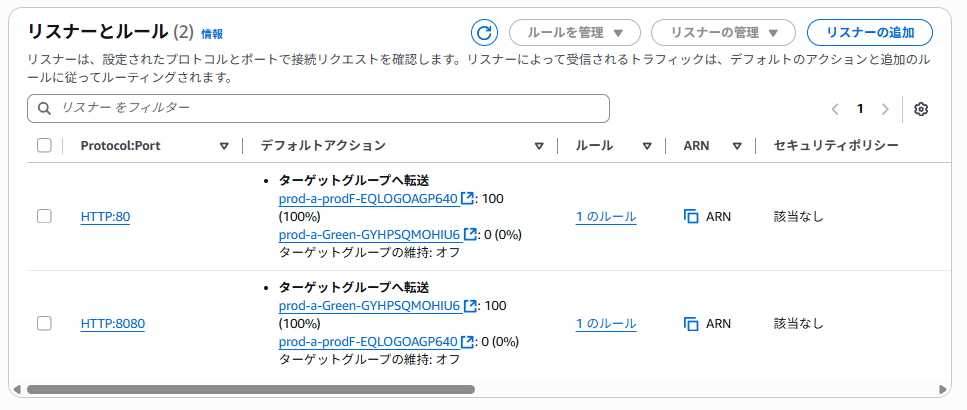 リスナーとルール (2) 情報
ルールを管理
リスナーの管理
リスナーの追加
リスナーは、設定されたプロトコルとポートで接続リクエストを確認します。リスナーによって受信されるトラフィックは、デフォルトのアクションと追加のル
ールに従ってルーティングされます。
リスナー をフィルター
1
Protocol:Port デフォルトアクション ルール ARN セキュリティポリシー
ターゲットグループへ転送
prod-a-prodF-EQLOGOAGP640: 100
HTTP:80 (100%) 1 のルール ARN 該当なし
prod-a-Green-GYHPSQMOHIU6: 0 (0%)
ターゲットグループの維持: オフ
ターゲットグループへ転送
prod-a-Green-GYHPSQMOHIU6: 100
HTTP:8080 (100%) 1 のルール ARN 該当なし
prod-a-prodF-EQLOGOAGP640: 0 (0%)
ターゲットグループの維持: オフ